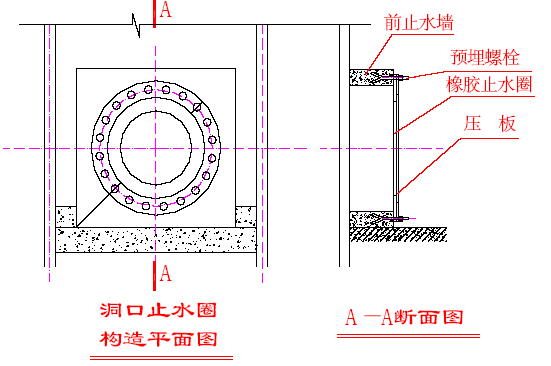 A
前止水墙
预埋螺栓
橡胶止水圈
压 板
A
洞口止水圈
构造平面图
A－A断面图